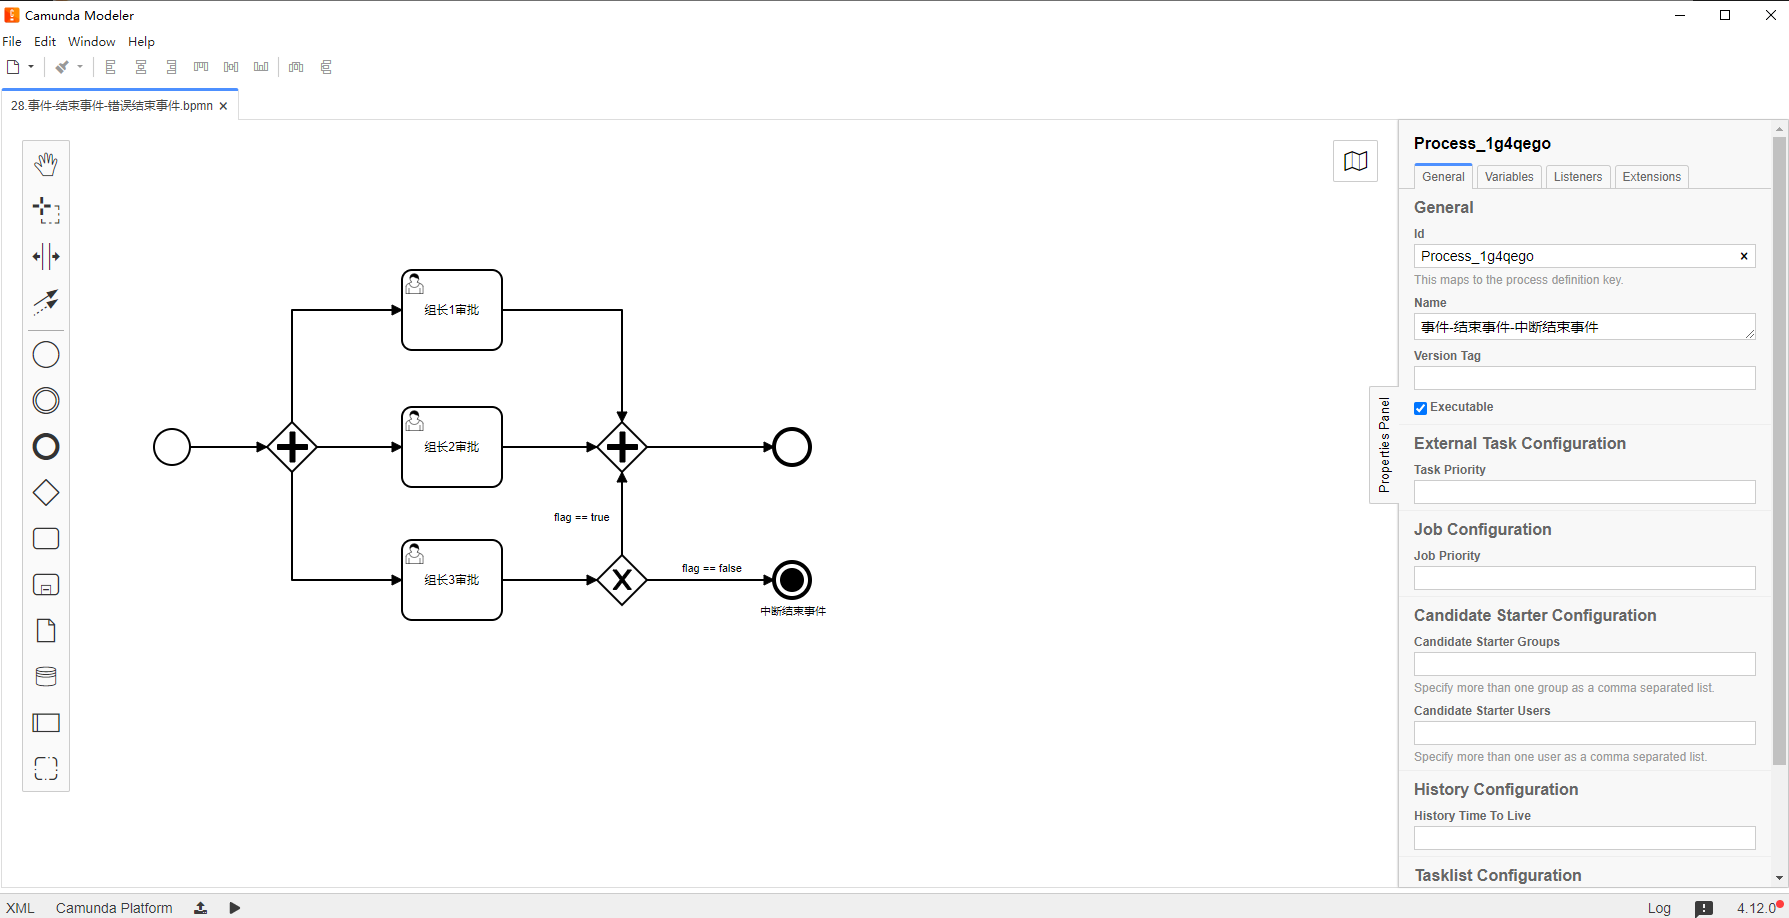 Camunda Modeler
File Edit Window Help
28.事件-结束事件-错误结束事件.bpmn ×
组长1审批
组长2审批
flag == true
组长3审批
flag == false
中断结束事件
Properties Panel
Process_1g4qego
General Variables Listeners Extensions
General
Id
Process_1g4qego ×
This maps to the process definition key.
Name
事件-结束事件-中断结束事件
Version Tag
Executable
External Task Configuration
Task Priority
Job Configuration
Job Priority
Candidate Starter Configuration
Candidate Starter Groups
Specify more than one group as a comma separated list.
Candidate Starter Users
Specify more than one user as a comma separated list.
History Configuration
History Time To Live
Tasklist Configuration
XML Camunda Platform Log 4.12.0